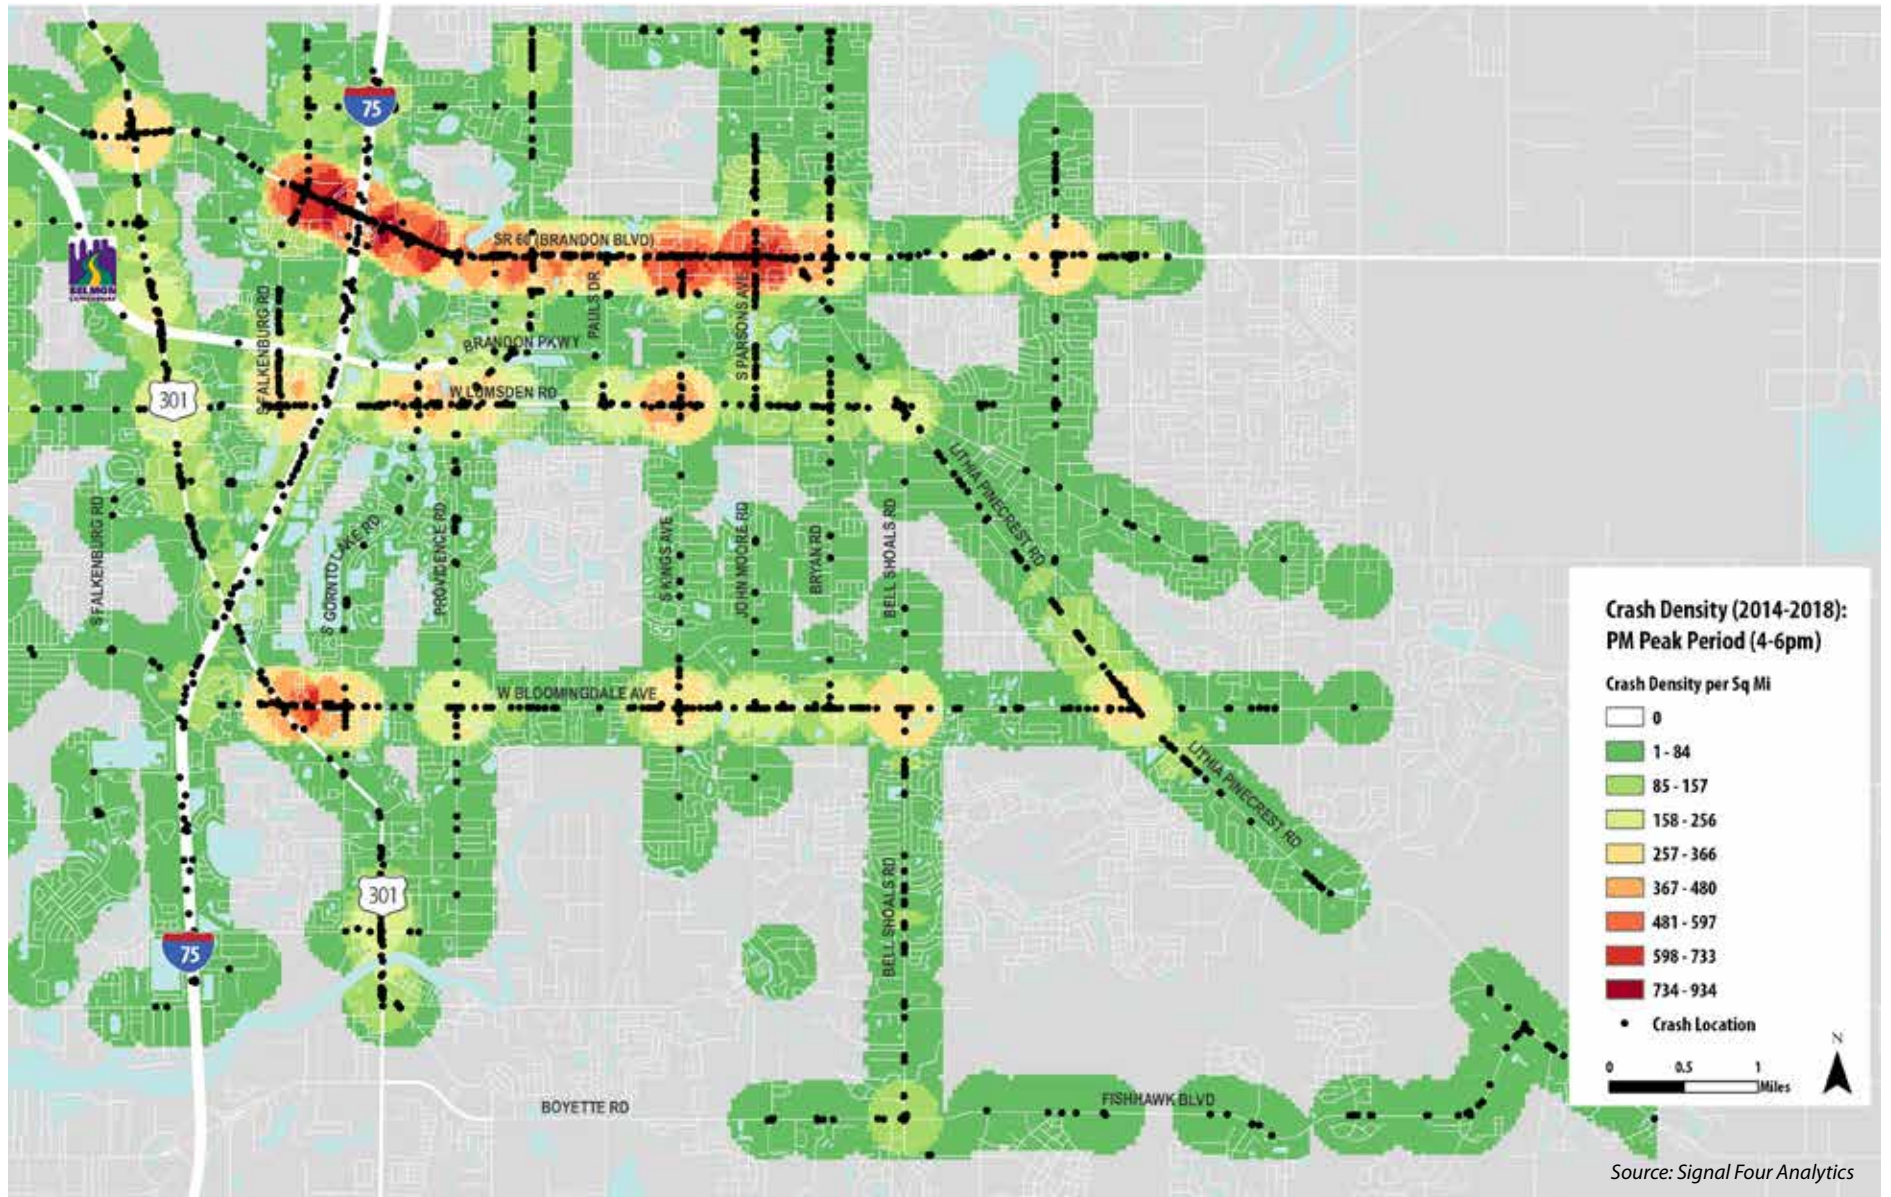 75
SR 60 (BRANDON BLVD)
BELMONT
S FALKENBURG RD
PAULS DR
S PARSONS AVE
BRANDON PKWY
W LUMSDEN RD
301
LITHIA PINECREST RD
S FALKENBURG RD
S GORNTO LAKE RD
PROVIDENCE RD
S KINGS AVE
JOHN MOORE RD
BRYAN RD
BELL SHOALS RD
W BLOOMINGDALE AVE
LITHIA PINECREST RD
301
BELL SHOALS RD
75
BOYETTE RD
FISHHAWK BLVD
Crash Density (2014-2018):
PM Peak Period (4-6pm)
Crash Density per Sq Mi
0
1 - 84
85 - 157
158 - 256
257 - 366
367 - 480
481 - 597
598 - 733
734 - 934
Crash Location
0 0.5 1
Miles
N
Source: Signal Four Analytics